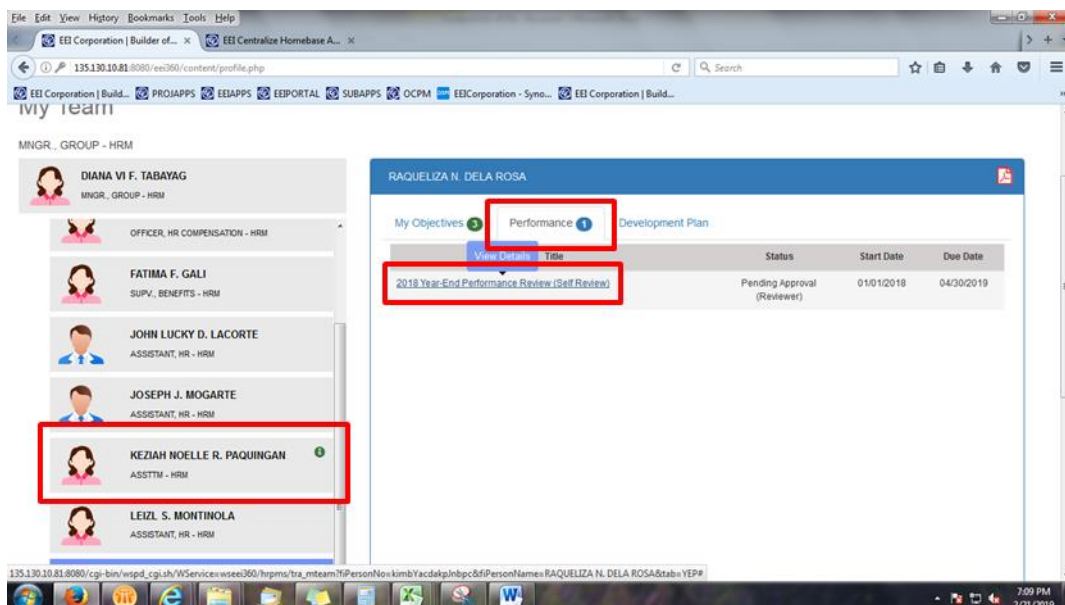 File Edit View History Bookmarks Tools Help
EEI Corporation | Builder of... × EEI Centralize Homebase A... ×
135.130.10.81:8080/eei360/content/profile.php Search
EEI Corporation | Build... PROJAPPS EEIAPPS EEIPORTAL SUBAPPS OCPM EEICorporation - Syno... EEI Corporation | Build...
My Team
MNGR., GROUP - HRM
DIANA VI F. TABAYAG
MNGR., GROUP - HRM
OFFICER, HR COMPENSATION - HRM
FATIMA F. GALI
SUPV., BENEFITS - HRM
JOHN LUCKY D. LACORTE
ASSISTANT, HR - HRM
JOSEPH J. MOGARTE
ASSISTANT, HR - HRM
KEZIAH NOELLE R. PAQUINGAN
ASSTTM - HRM
LEIZL S. MONTINOLA
ASSISTANT, HR - HRM
RAQUELIZA N. DELA ROSA
My Objectives 3 Performance 1 Development Plan
View Details Title Status Start Date Due Date
2018 Year-End Performance Review (Self Review) Pending Approval 01/01/2018 04/30/2019
(Reviewer)
135.130.10.81:8080/cgi-bin/wspd_cgi.sh/WService=wseei360/hrpms/tra_mteam?fiPersonNo=kimbYacdakpJnbpc&fiPersonName=RAQUELIZA N. DELA ROSA&tab=YEP#
7:09 PM
2/21/2019